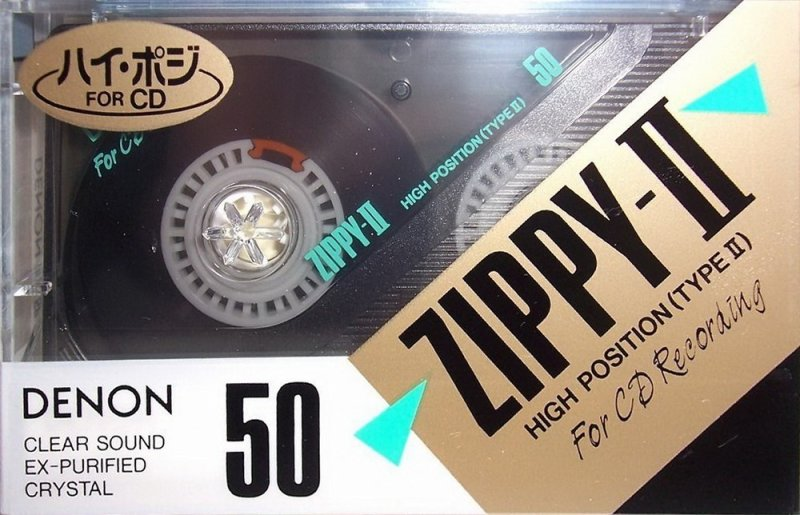 ハイ・ポジ
FOR CD
For CD
ZIPPY-II
HIGH POSITION (TYPE II)
50
ZIPPY-II
HIGH POSITION (TYPE II)
For CD Recording
DENON
CLEAR SOUND
EX-PURIFIED
CRYSTAL
50
DENON